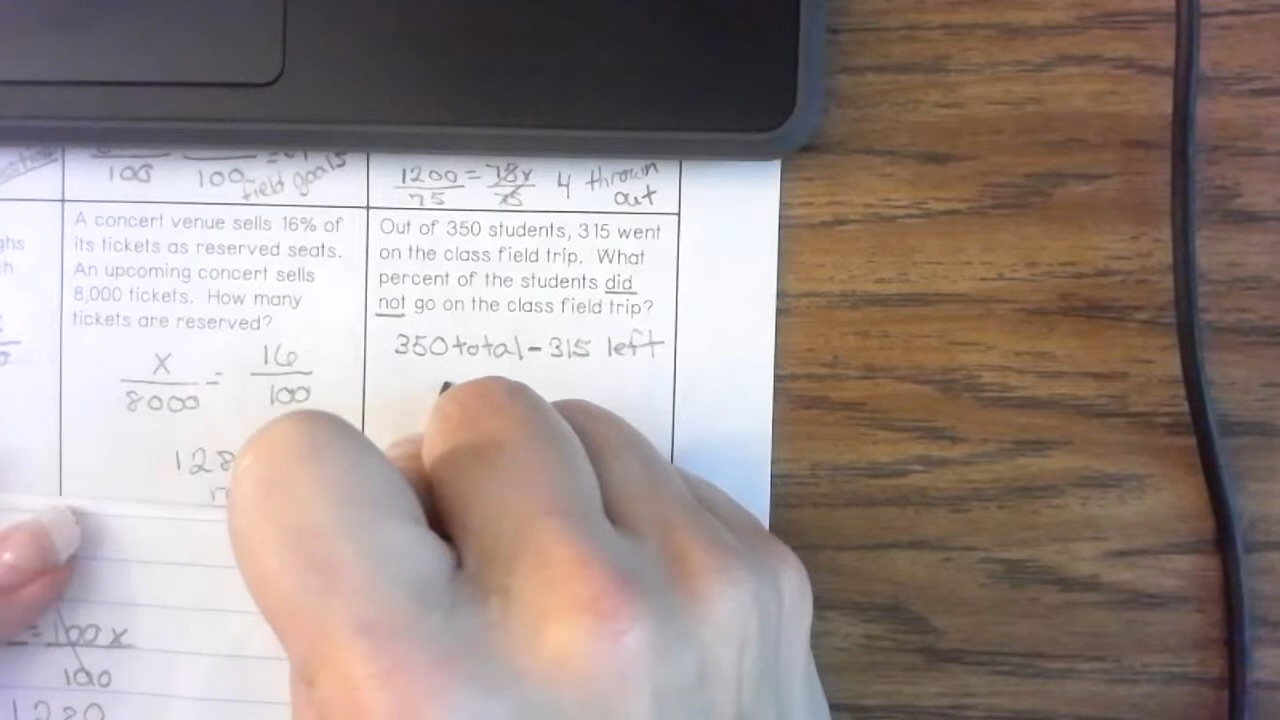 100
100
field goals
1200 = 78x
75
4 thrown
out
A concert venue sells 16% of
its tickets as reserved seats.
An upcoming concert sells
8,000 tickets. How many
tickets are reserved?
x = 16
8000 100
128
Out of 350 students, 315 went
on the class field trip. What
percent of the students did
not go on the class field trip?
350 total - 315 left
= 100x
100
1280